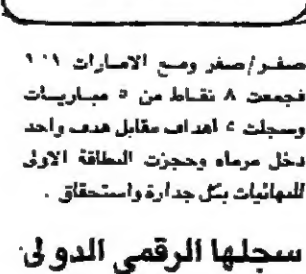 صفر/صفر ومع الامارات ١٠١
فجمعت ٨ نقاط من ٥ مباريات
وسجلت ٤ اهداف مقابل هدف واحد
دخل مرماه وحجزت البطاقة الاولى
للنهائيات بكل جدارة واستحقاق .
سجلها الرقمي الدولي